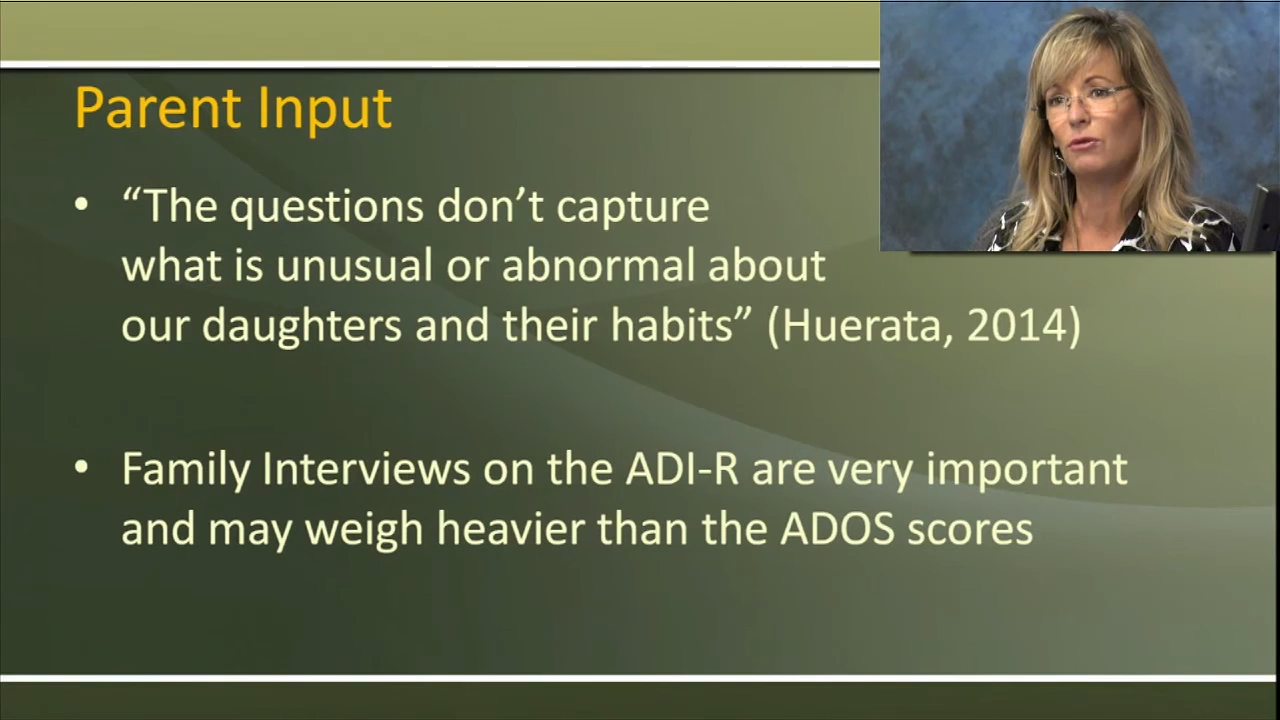 Parent Input
• “The questions don’t capture
what is unusual or abnormal about
our daughters and their habits” (Huerata, 2014)
• Family Interviews on the ADI-R are very important
and may weigh heavier than the ADOS scores